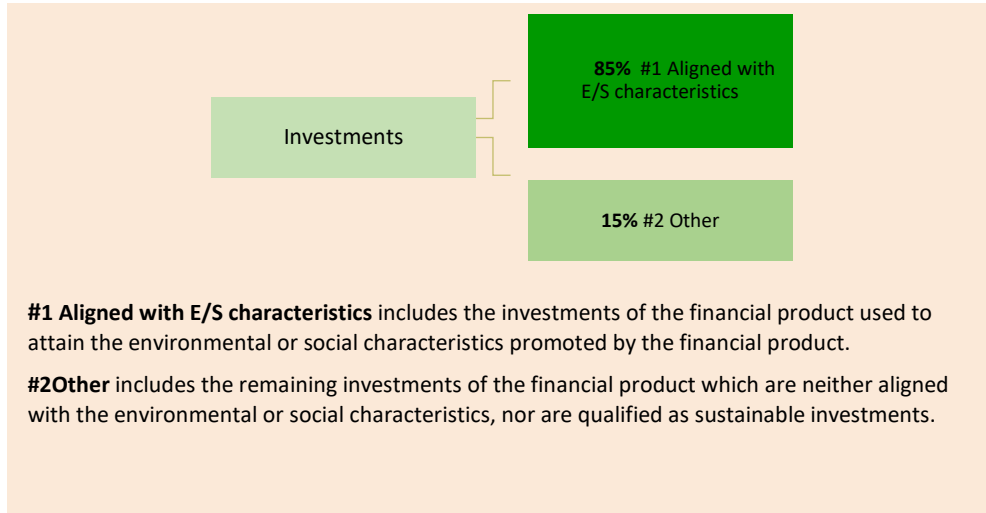 85% #1 Aligned with
E/S characteristics
Investments
15% #2 Other
#1 Aligned with E/S characteristics includes the investments of the financial product used to
attain the environmental or social characteristics promoted by the financial product.
#2Other includes the remaining investments of the financial product which are neither aligned
with the environmental or social characteristics, nor are qualified as sustainable investments.